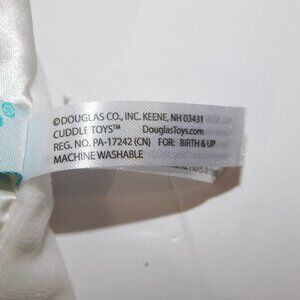 ©DOUGLAS CO., INC. KEENE, NH 03431
CUDDLE TOYS™ DouglasToys.com
REG. NO. PA-17242 (CN) FOR: BIRTH & UP
MACHINE WASHABLE